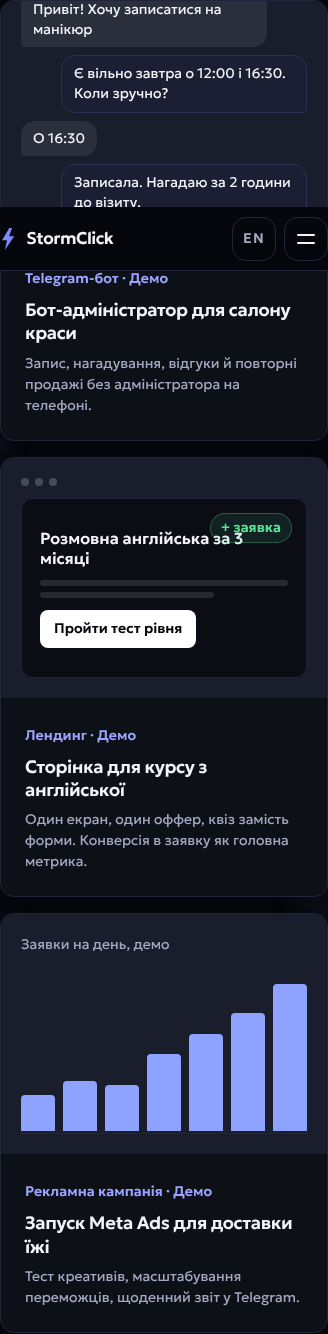 Привіт! Хочу записатися на
манікюр
Є вільно завтра о 12:00 і 16:30.
Коли зручно?
О 16:30
Записала. Нагадаю за 2 години
до візиту.
StormClick
EN
Telegram-бот · Демо
Бот-адміністратор для салону
краси
Запис, нагадування, відгуки й повторні
продажі без адміністратора на
телефоні.
+ заявка
Розмовна англійська за 3
місяці
Пройти тест рівня
Лендинг · Демо
Сторінка для курсу з
англійської
Один екран, один оффер, квіз замість
форми. Конверсія в заявку як головна
метрика.
Заявки на день, демо
Рекламна кампанія · Демо
Запуск Meta Ads для доставки
їжі
Тест креативів, масштабування
переможців, щоденний звіт у Telegram.